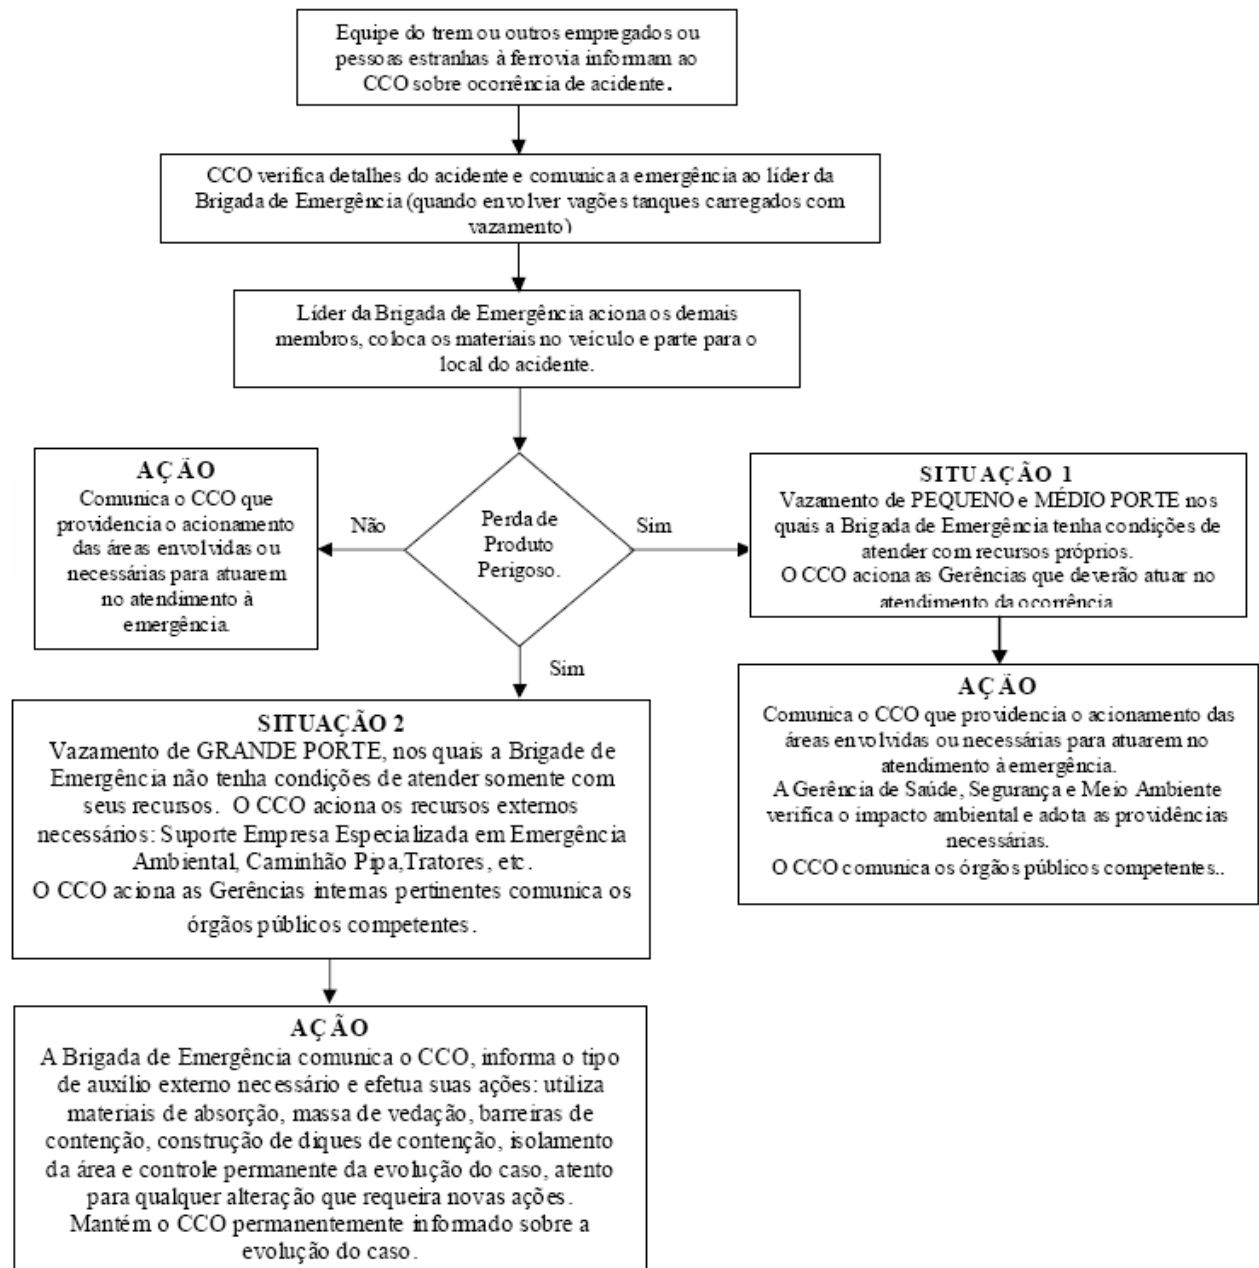 Equipe do trem ou outros empregados ou
pessoas estranhas à ferrovia informam ao
CCO sobre ocorrência de acidente.
CCO verifica detalhes do acidente e comunica a emergência ao líder da
Brigada de Emergência (quando envolver vagões tanques carregados com
vazamento)
Líder da Brigada de Emergência aciona os demais
membros, coloca os materiais no veículo e parte para o
local do acidente.
AÇÃO
Comunica o CCO que
providencia o acionamento
das áreas envolvidas ou
necessárias para atuarem
no atendimento à
emergência.
Não
Perda de
Produto
Perigoso.
Sim
SITUAÇÃO 1
Vazamento de PEQUENO e MÉDIO PORTE nos
quais a Brigada de Emergência tenha condições de
atender com recursos próprios.
O CCO aciona as Gerências que deverão atuar no
atendimento da ocorrência
Sim
AÇÃO
Comunica o CCO que providencia o acionamento das
áreas envolvidas ou necessárias para atuarem no
atendimento à emergência.
A Gerência de Saúde, Segurança e Meio Ambiente
verifica o impacto ambiental e adota as providências
necessárias.
O CCO comunica os órgãos públicos competentes..
SITUAÇÃO 2
Vazamento de GRANDE PORTE, nos quais a Brigade de
Emergência não tenha condições de atender somente com
seus recursos. O CCO aciona os recursos externos
necessários: Suporte Empresa Especializada em Emergência
Ambiental, Caminhão Pipa,Tratores, etc.
O CCO aciona as Gerências internas pertinentes comunica os
órgãos públicos competentes.
AÇÃO
A Brigada de Emergência comunica o CCO, informa o tipo
de auxílio externo necessário e efetua suas ações: utiliza
materiais de absorção, massa de vedação, barreiras de
contenção, construção de diques de contenção, isolamento
da área e controle permanente da evolução do caso, atento
para qualquer alteração que requeira novas ações.
Mantém o CCO permanentemente informado sobre a
evolução do caso.